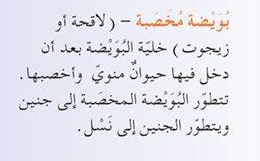 بُوَيْضة مُخَصَبة – (لاقحة أو
زيجوت) خليّة البُوَيْضة بعد أن
دخل فيها حيوانٌ منويّ وأخصبها.
تتطوّر البُوَيْضة المخصَبة إلى جنين
ويتطوّر الجنين إلى نَسْل.